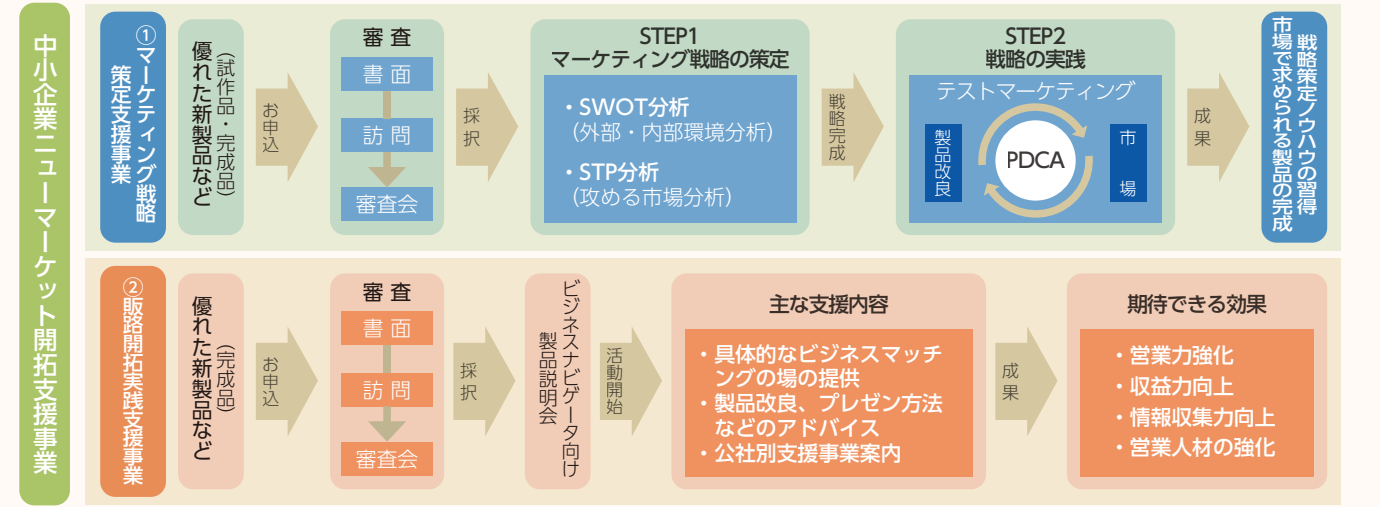 中小企業ニューマーケット開拓支援事業
①マーケティング戦略
策定支援事業
優れた新製品など
（試作品・完成品）
お申込
審査
書面
訪問
審査会
採択
STEP1
マーケティング戦略の策定
・SWOT分析
（外部・内部環境分析）
・STP分析
（攻める市場分析）
戦略完成
STEP2
戦略の実践
テストマーケティング
製品改良
PDCA
市場
成果
戦略策定ノウハウの習得
市場で求められる製品の完成
②販路開拓実践支援事業
優れた新製品など
（完成品）
お申込
審査
書面
訪問
審査会
採択
ビジネスナビゲータ向け
製品説明会
活動開始
主な支援内容
・具体的なビジネスマッチ
ングの場の提供
・製品改良、プレゼン方法
などのアドバイス
・公社別支援事業案内
成果
期待できる効果
・営業力強化
・収益力向上
・情報収集力向上
・営業人材の強化